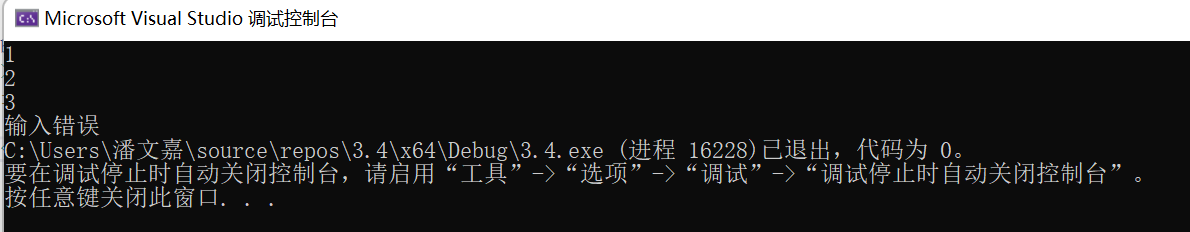 Microsoft Visual Studio 调试控制台
1
2
3
输入错误
C:\Users\潘文嘉\source\repos\3.4\x64\Debug\3.4.exe (进程 16228)已退出，代码为 0。
要在调试停止时自动关闭控制台，请启用“工具”->“选项”->“调试”->“调试停止时自动关闭控制台”。
按任意键关闭此窗口. . .